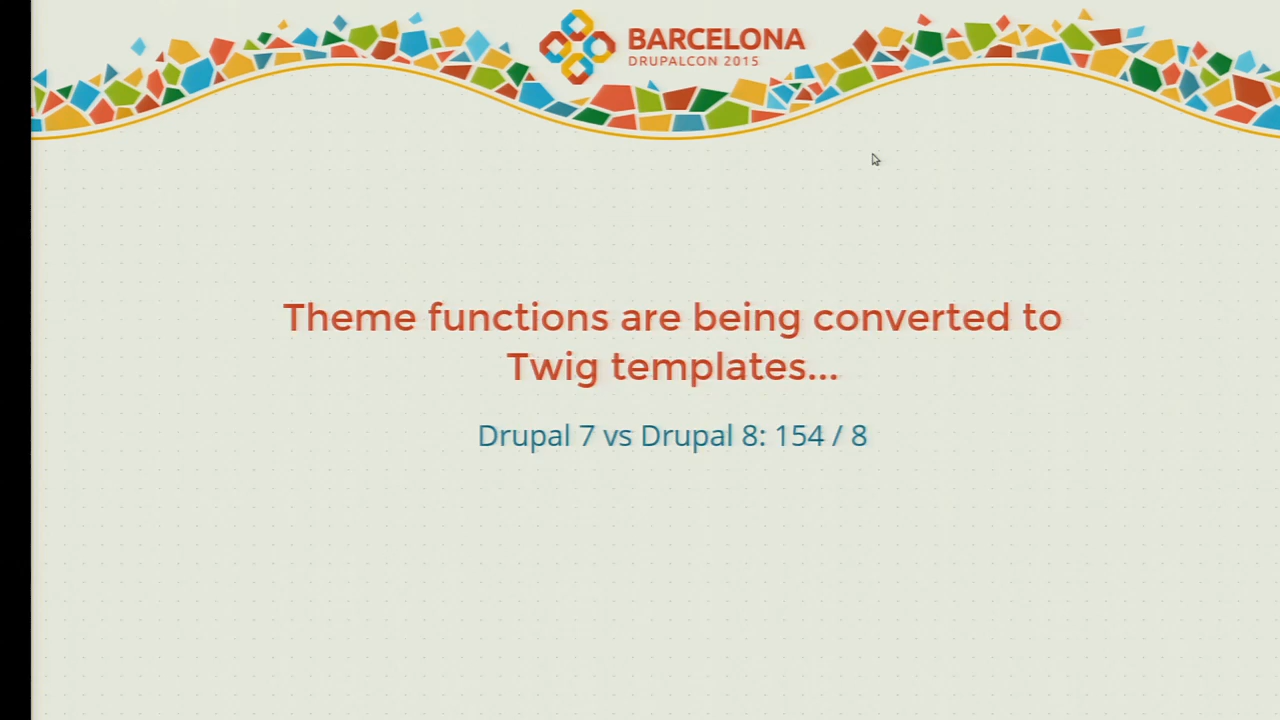 BARCELONA
DRUPALCON 2015
Theme functions are being converted to
Twig templates...
Drupal 7 vs Drupal 8: 154 / 8